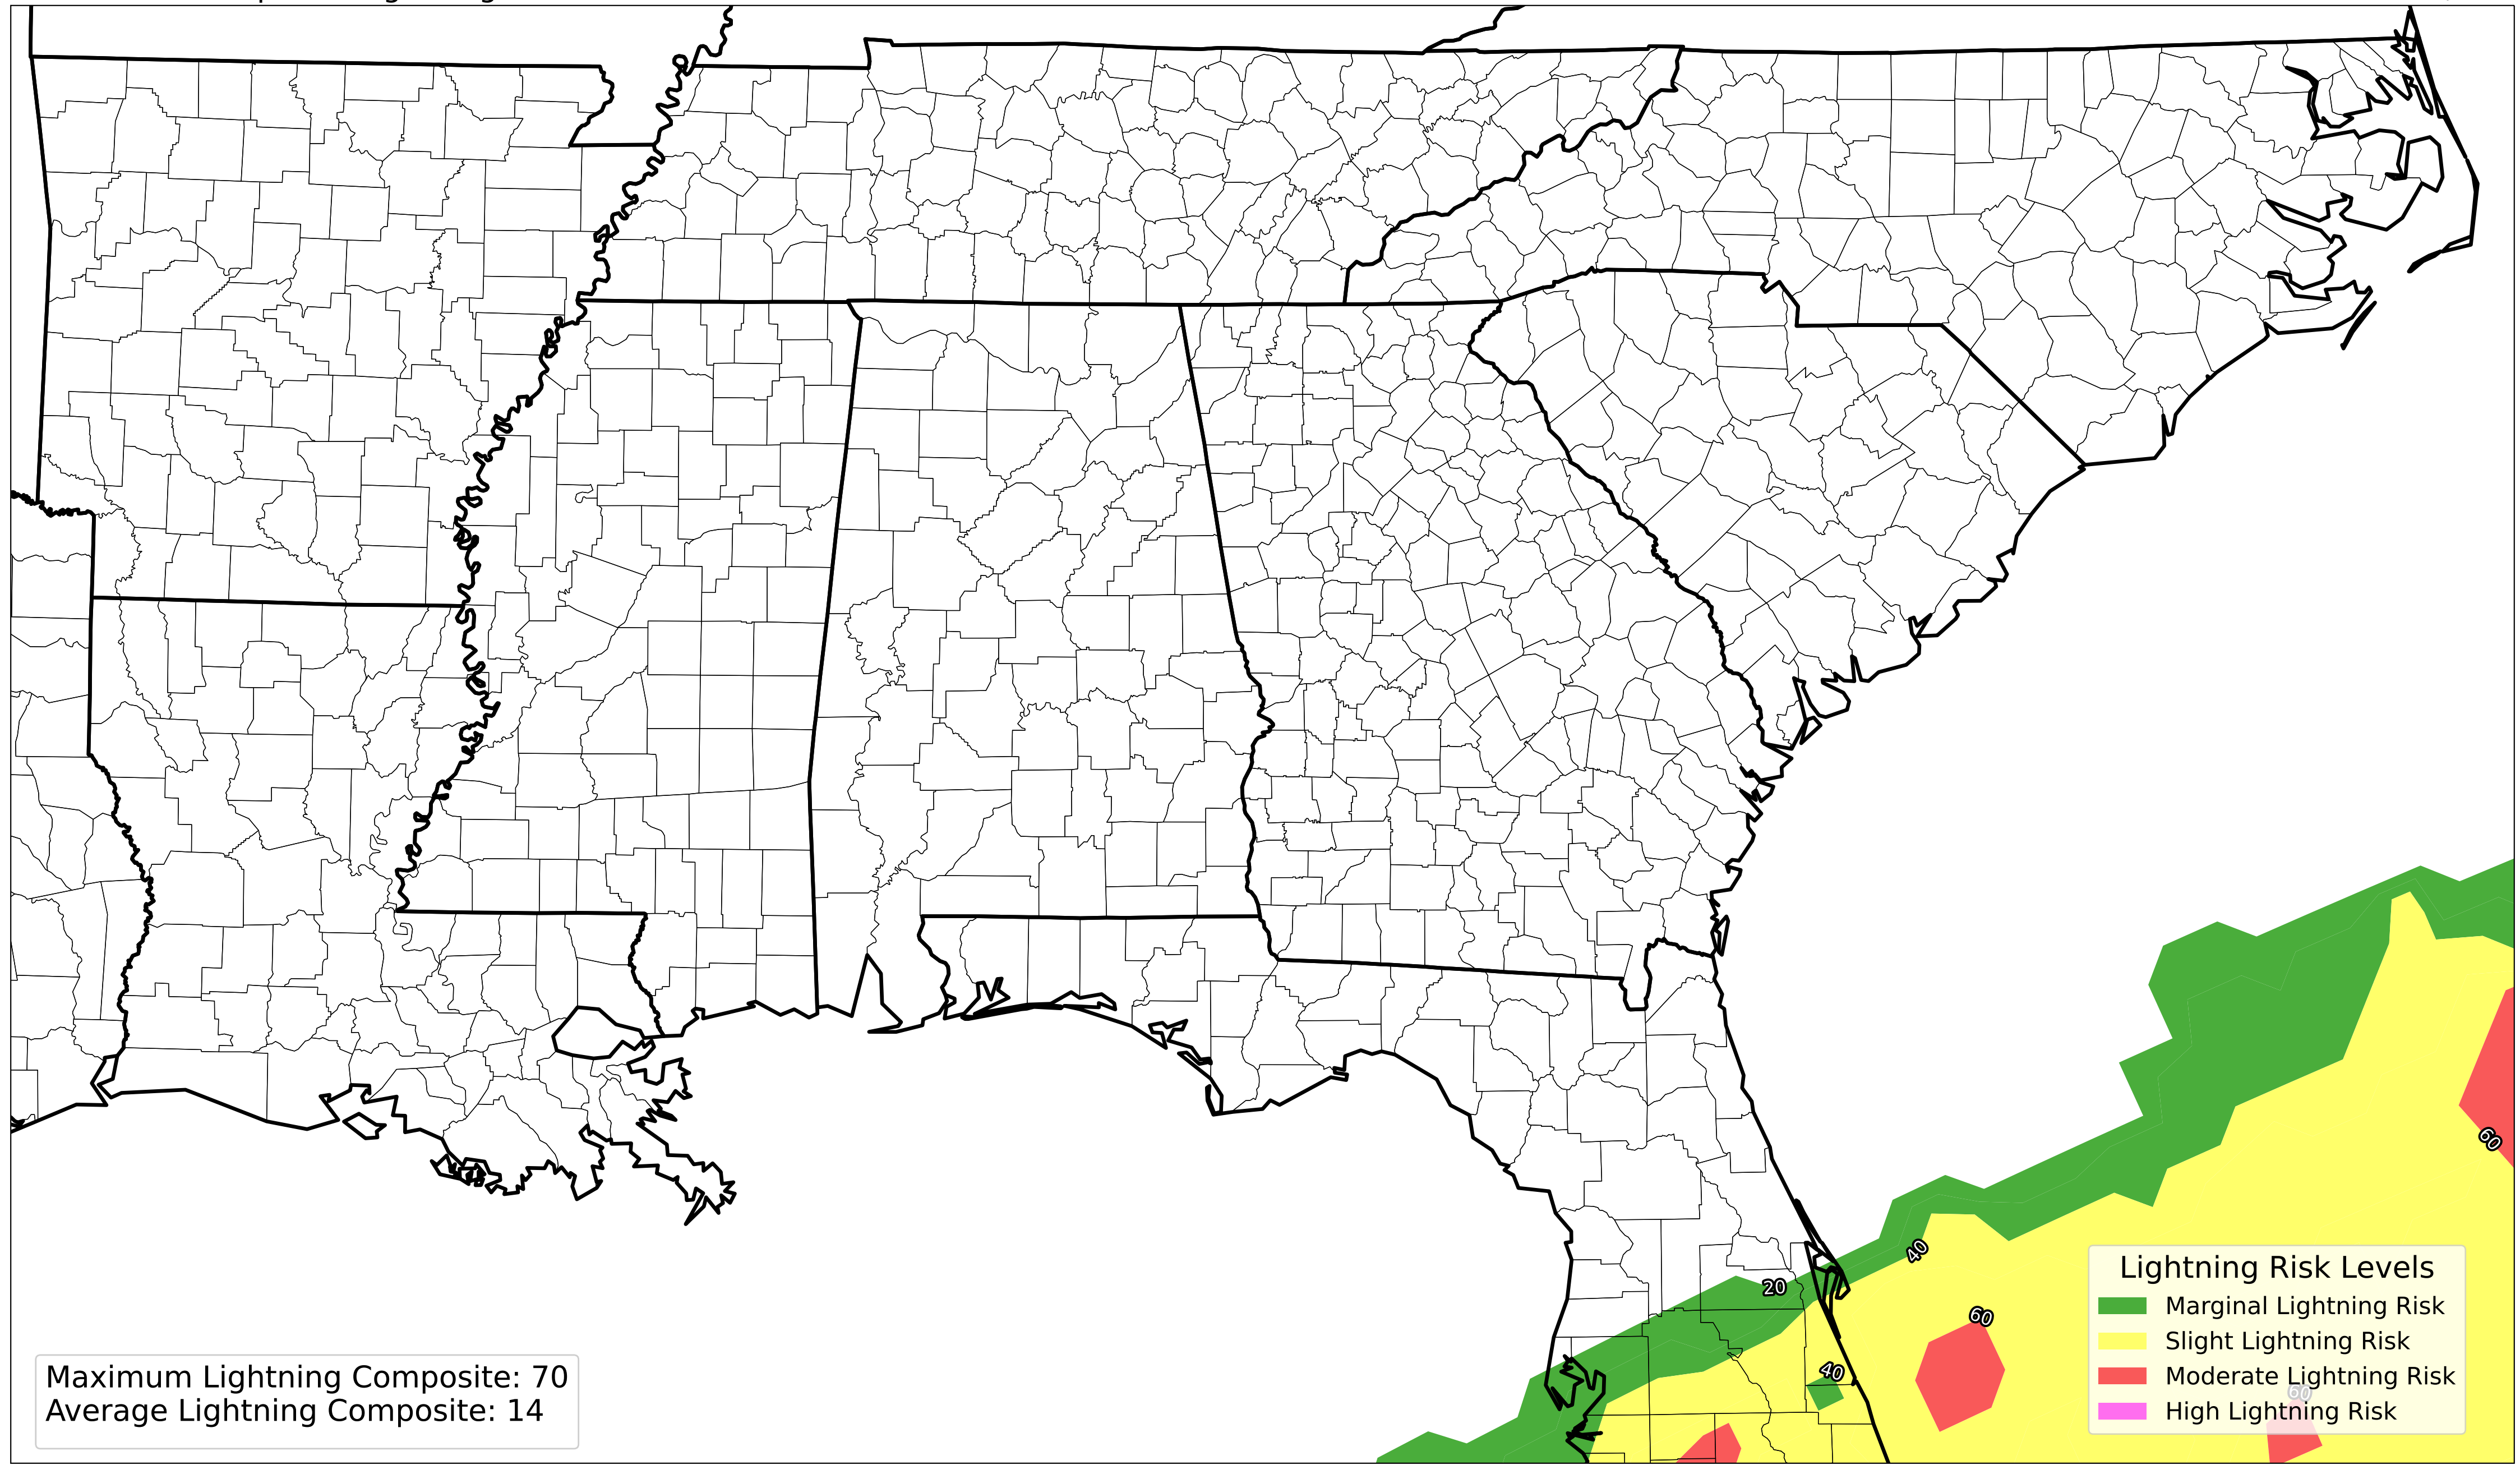 20
40
60
40
60
60
Lightning Risk Levels
Marginal Lightning Risk
Slight Lightning Risk
Moderate Lightning Risk
High Lightning Risk
Maximum Lightning Composite: 70
Average Lightning Composite: 14